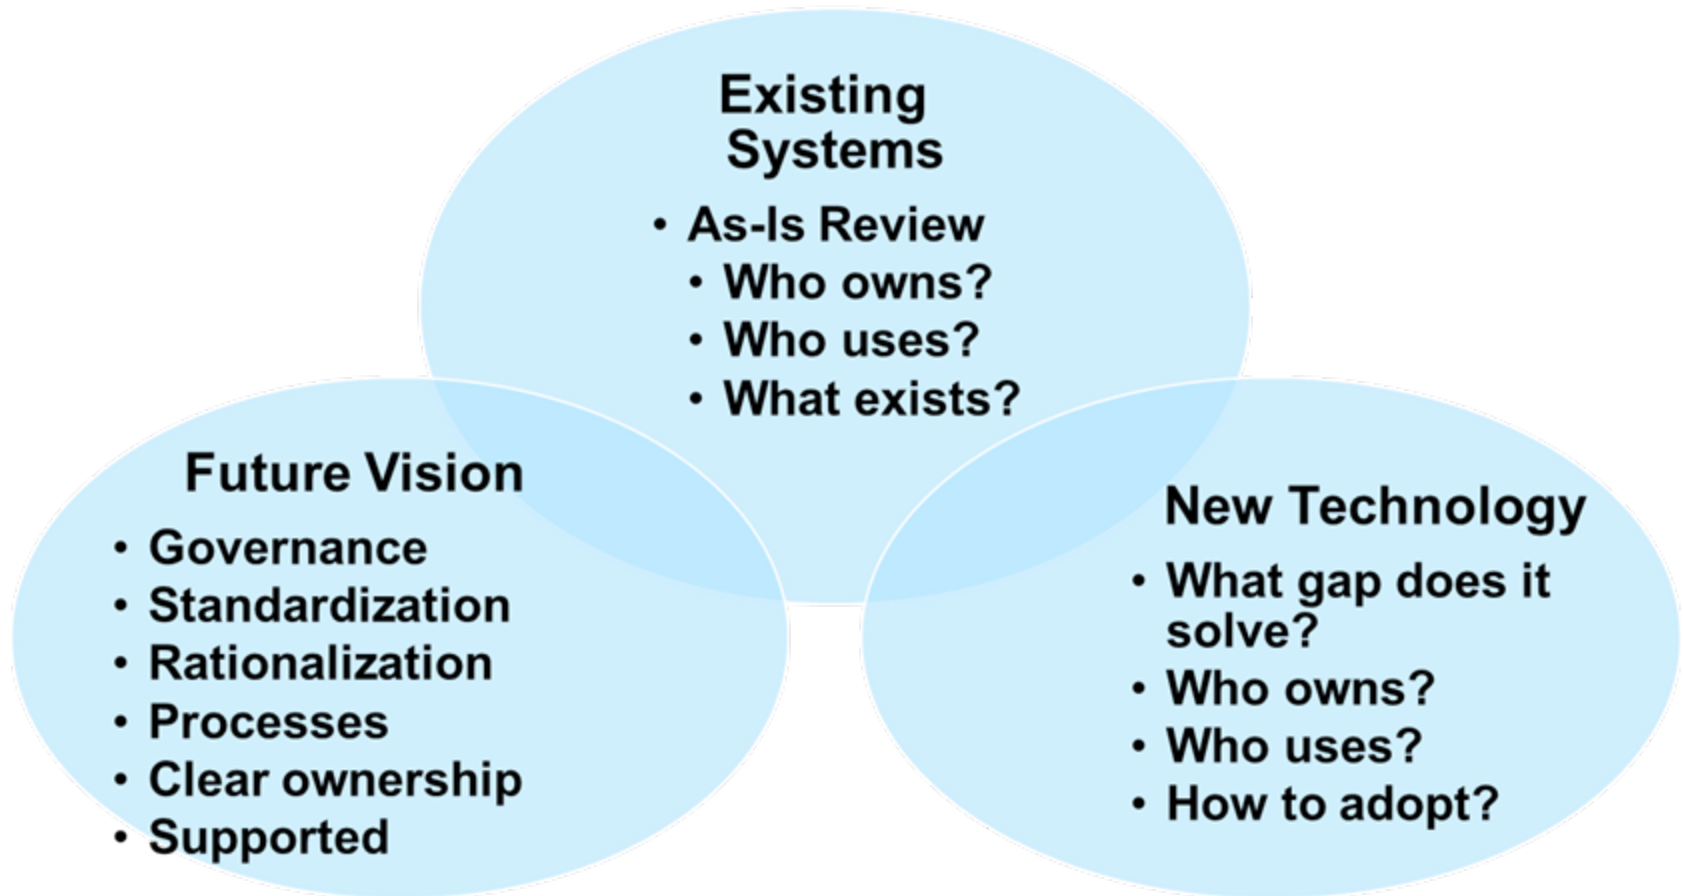 Existing
Systems
• As-Is Review
• Who owns?
• Who uses?
• What exists?
Future Vision
• Governance
• Standardization
• Rationalization
• Processes
• Clear ownership
• Supported
New Technology
• What gap does it
solve?
• Who owns?
• Who uses?
• How to adopt?